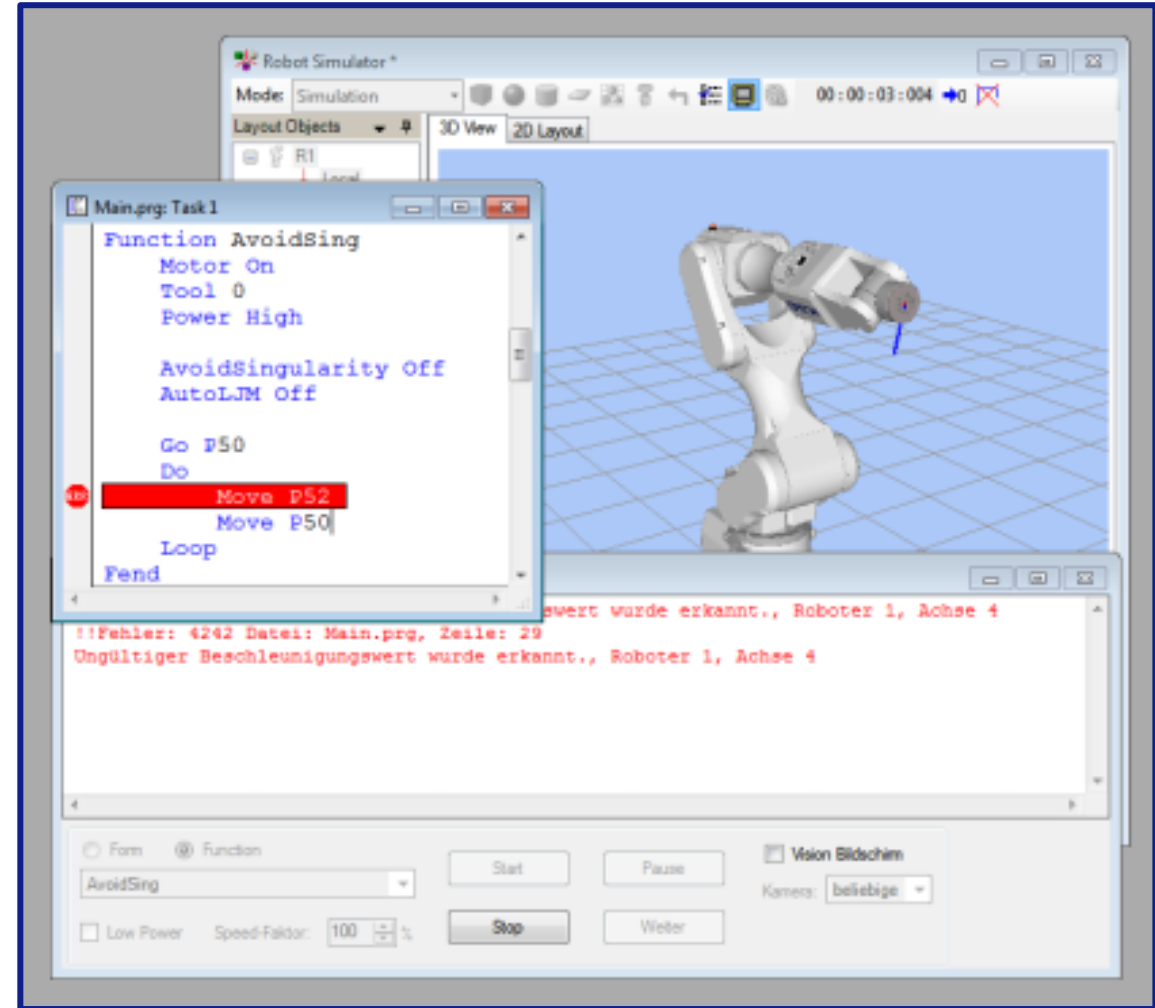 Robot Simulator *
Mode: Simulation 00:00:03:004
Layout Objects 3D View 2D Layout
R1
Local
Main.prg: Task 1
Function AvoidSing
Motor On
Tool 0
Power High
AvoidSingularity Off
AutoLJM Off
Go P50
Do
Move P52
Move P50
Loop
Fend
swert wurde erkannt., Roboter 1, Achse 4
!!Fehler: 4242 Datei: Main.prg, Zeile: 29
Ungültiger Beschleunigungswert wurde erkannt., Roboter 1, Achse 4
Form Function
AvoidSing
Start Pause
Vision Bildschirm
Kamera: beliebige
Low Power Speed-Faktor: 100 %
Stop Weiter